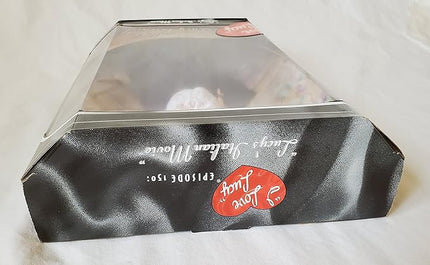 I Love
Lucy
EPISODE 150:
"Lucy's Italian Movie"